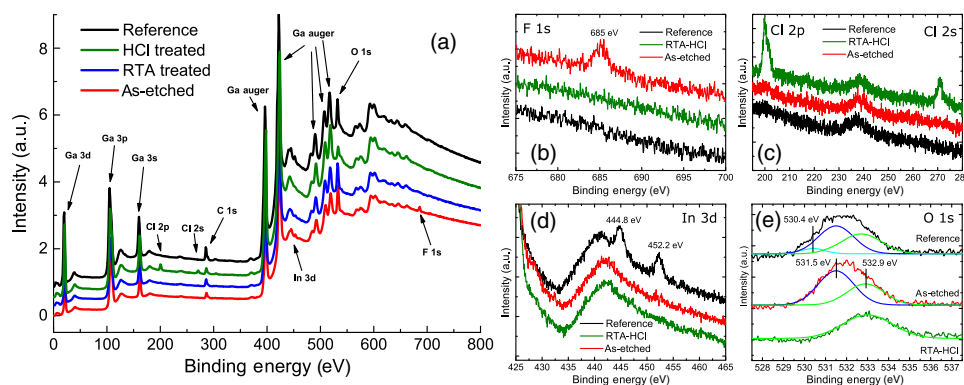 Reference
HCl treated
RTA treated
As-etched
(a)
Ga auger
O 1s
Ga auger
Ga 3p
Ga 3d
Ga 3s
C 1s
Cl 2p
Cl 2s
In 3d
F 1s
8
6
4
2
0
Intensity (a.u.)
0 100 200 300 400 500 600 700 800
Binding energy (eV)
F 1s
685 eV
Reference
RTA-HCl
As-etched
(b)
Intensity (a.u.)
675 680 685 690 695 700
Binding energy (eV)
Cl 2p
Cl 2s
Reference
RTA-HCl
As-etched
(c)
Intensity (a.u.)
200 210 220 230 240 250 260 270 280
Binding energy (eV)
(d)
In 3d
444.8 eV
452.2 eV
Reference
RTA-HCl
As-etched
Intensity (a.u.)
425 430 435 440 445 450 455 460 465
Binding energy (eV)
(e)
O 1s
530.4 eV
Reference
531.5 eV
532.9 eV
As-etched
RTA-HCl
Intensity (a.u.)
528 529 530 531 532 533 534 535 536 537
Binding energy (eV)